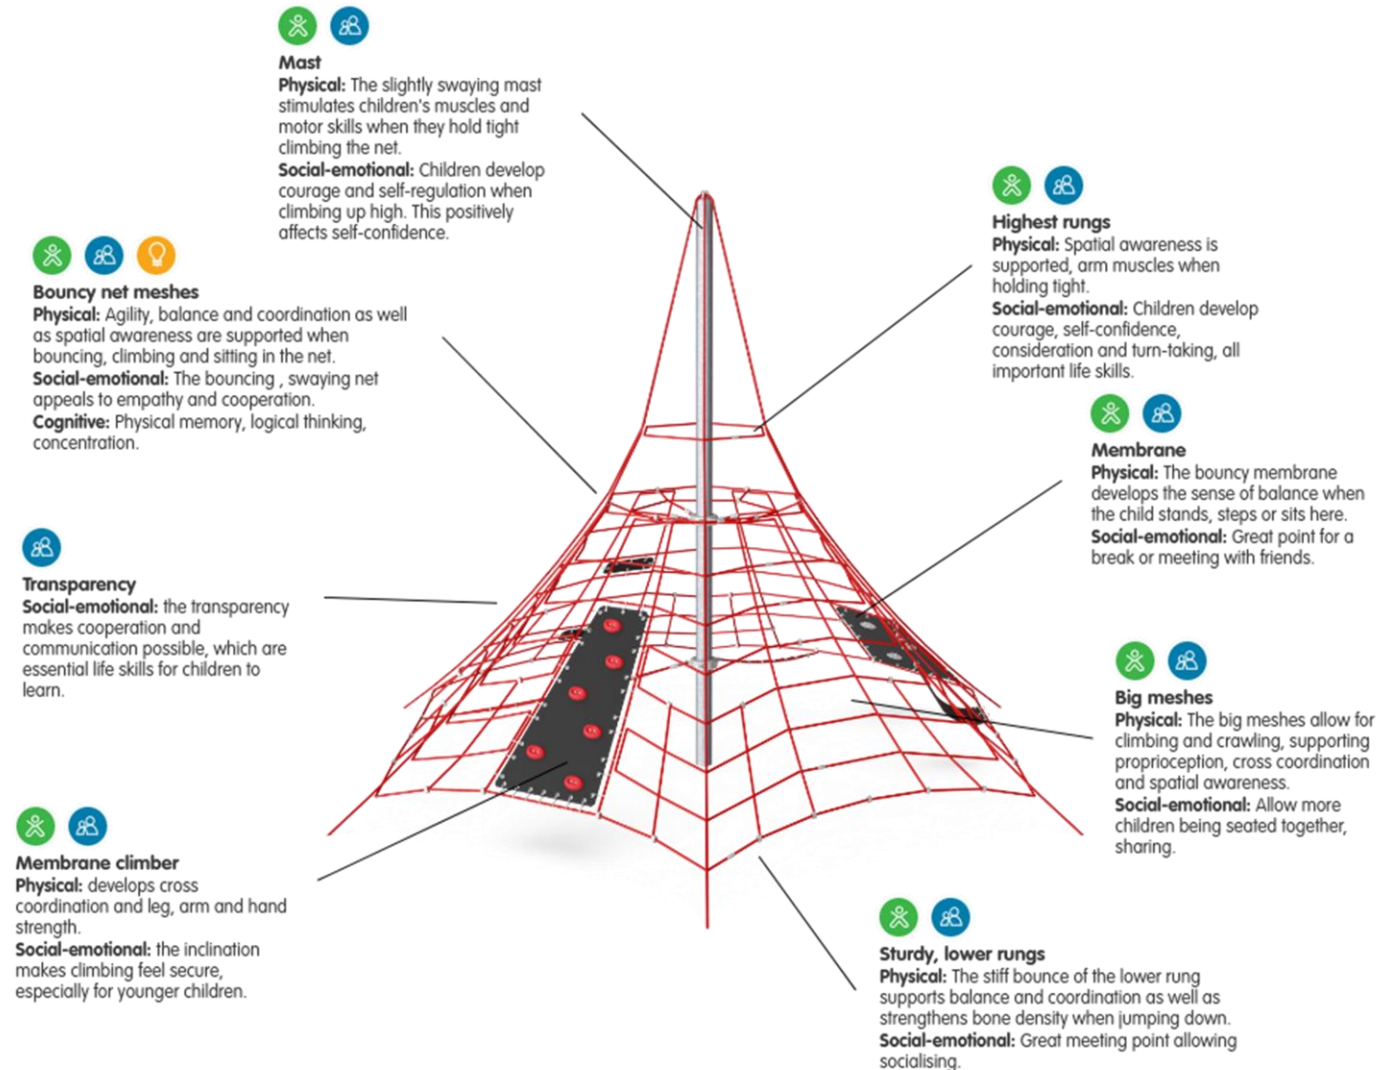 Mast
Physical: The slightly swaying mast
stimulates children's muscles and
motor skills when they hold tight
climbing the net.
Social-emotional: Children develop
courage and self-regulation when
climbing up high. This positively
affects self-confidence.
Highest rungs
Physical: Spatial awareness is
supported, arm muscles when
holding tight.
Social-emotional: Children develop
courage, self-confidence,
consideration and turn-taking, all
important life skills.
Bouncy net meshes
Physical: Agility, balance and coordination as well
as spatial awareness are supported when
bouncing, climbing and sitting in the net.
Social-emotional: The bouncing , swaying net
appeals to empathy and cooperation.
Cognitive: Physical memory, logical thinking,
concentration.
Membrane
Physical: The bouncy membrane
develops the sense of balance when
the child stands, steps or sits here.
Social-emotional: Great point for a
break or meeting with friends.
Transparency
Social-emotional: the transparency
makes cooperation and
communication possible, which are
essential life skills for children to
learn.
Big meshes
Physical: The big meshes allow for
climbing and crawling, supporting
proprioception, cross coordination
and spatial awareness.
Social-emotional: Allow more
children being seated together,
sharing.
Membrane climber
Physical: develops cross
coordination and leg, arm and hand
strength.
Social-emotional: the inclination
makes climbing feel secure,
especially for younger children.
Sturdy, lower rungs
Physical: The stiff bounce of the lower rung
supports balance and coordination as well as
strengthens bone density when jumping down.
Social-emotional: Great meeting point allowing
socialising.